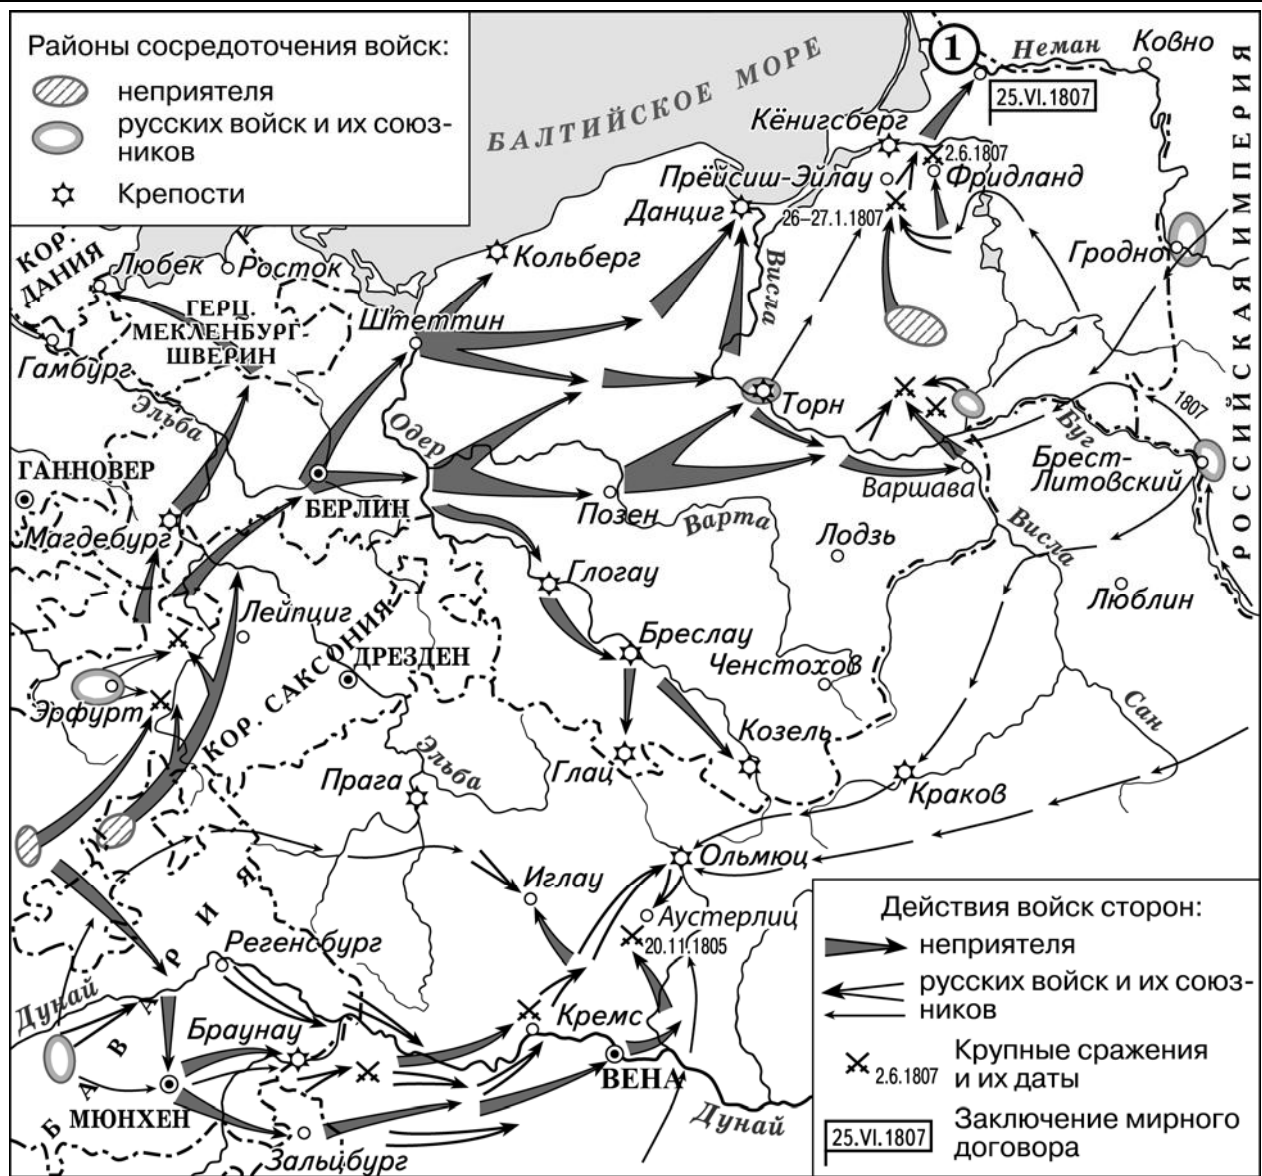 Районы сосредоточения войск:
неприятеля
русских войск и их союз-
ников
Крепости
БАЛТИЙСКОЕ МОРЕ
1
Неман
Ковно
25.VI.1807
Кёнигсберг
2.6.1807
Прёйсиш-Эйлау
Фридланд
Данциг
26–27.1.1807
Гродно
РОССИЙСКАЯ ИМПЕРИЯ
КОР.
ДАНИЯ
Любек
Росток
Кольберг
Висла
ГЕРЦ.
МЕКЛЕНБУРГ-
ШВЕРИН
Штеттин
Гамбург
Эльба
Одер
Торн
1807
Буг
ГАННОВЕР
БЕРЛИН
Брест-
Литовский
Варшава
Позен
Варта
Магдебург
Лодзь
Висла
Глогау
Люблин
Лейпциг
Бреслау
ДРЕЗДЕН
Ченстохов
КОР. САКСОНИЯ
Эрфурт
Сан
Козель
Эльба
Глац
Прага
Краков
Ольмюц
Иглау
Аустерлиц
20.11.1805
БАВАРИЯ
Регенсбург
Дунай
Браунау
Кремс
ВЕНА
МЮНХЕН
Дунай
Зальцбург
Действия войск сторон:
неприятеля
русских войск и их союз-
ников
Крупные сражения
2.6.1807
и их даты
25.VI.1807
Заключение мирного
договора